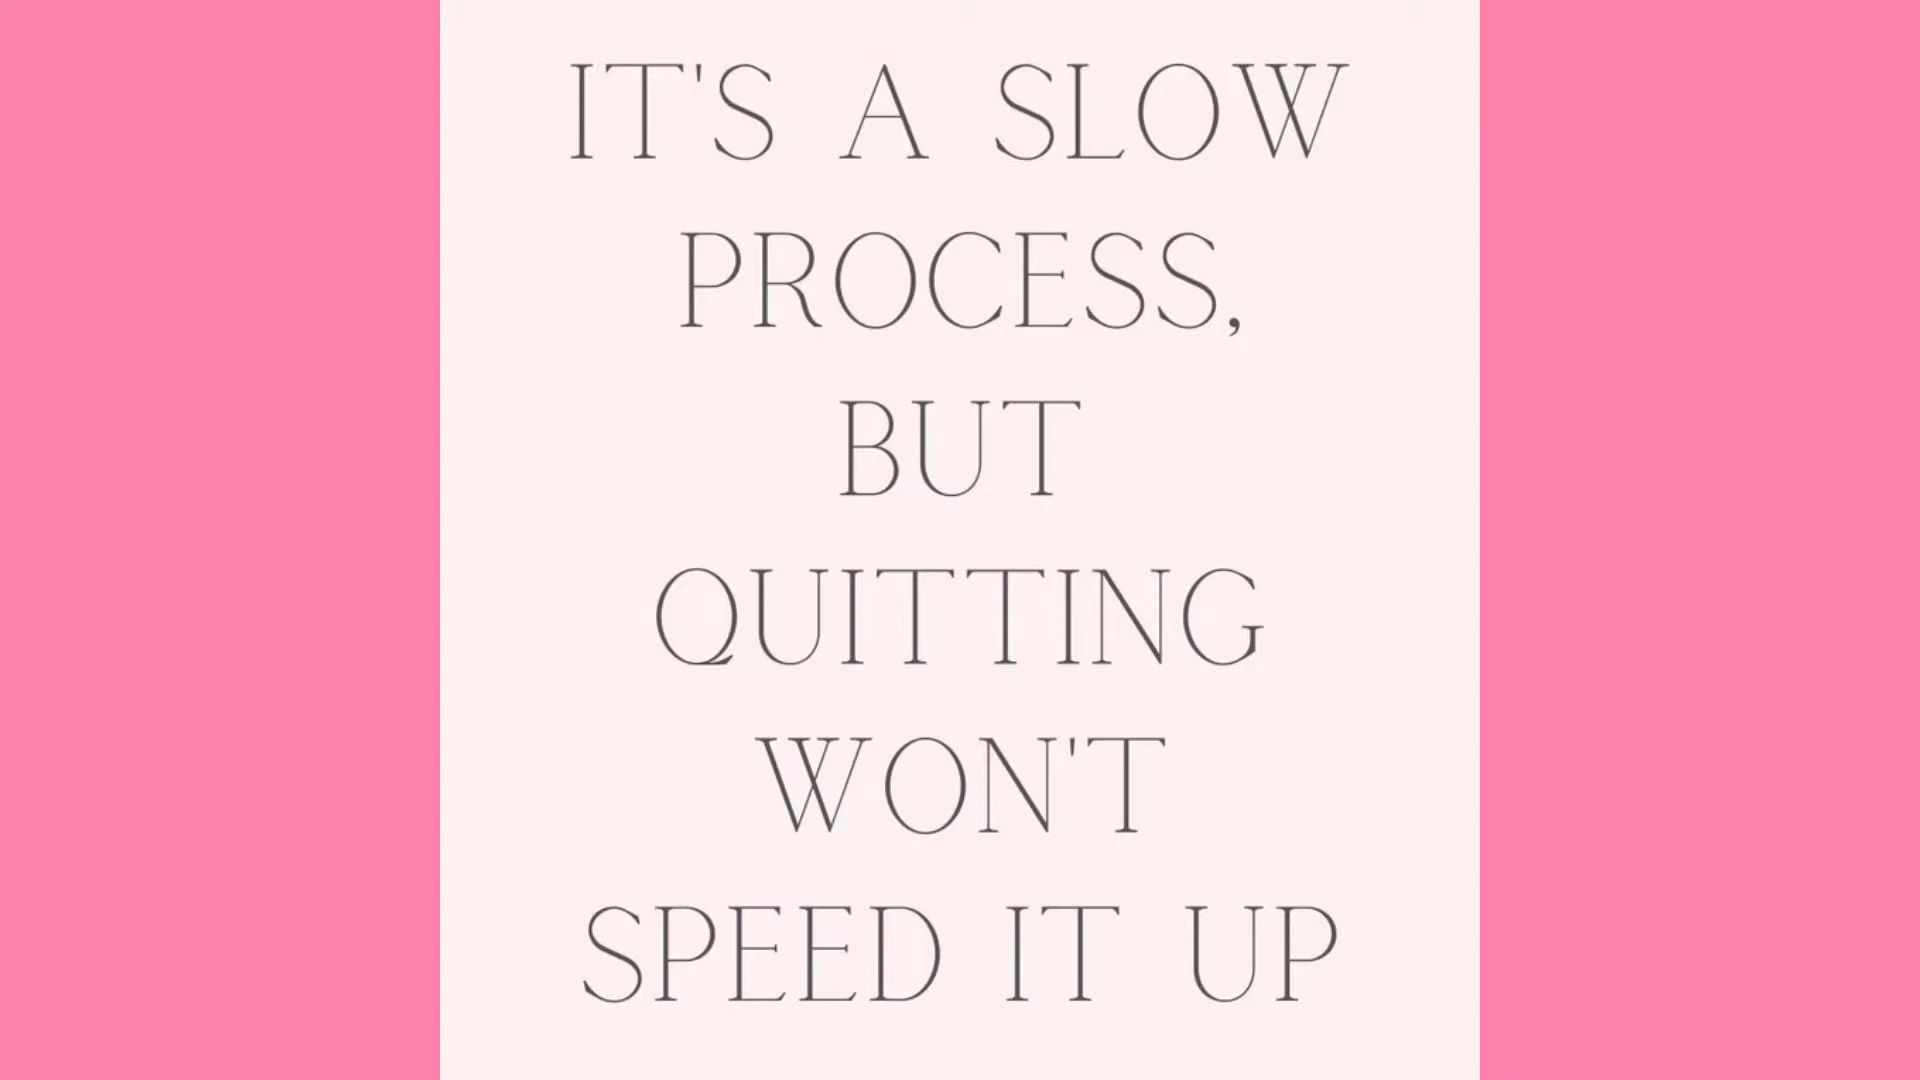 IT'S A SLOW
PROCESS,
BUT
QUITTING
WON'T
SPEED IT UP